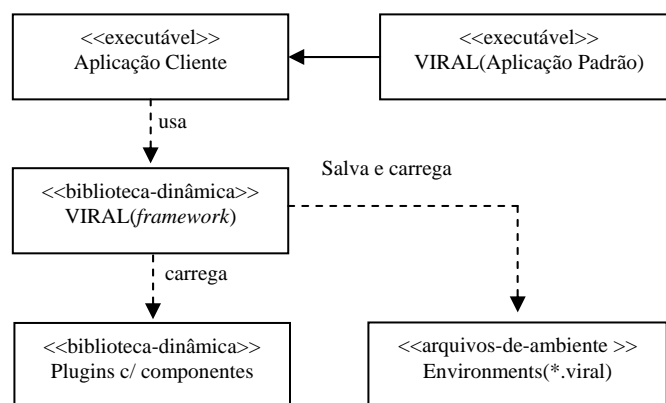 <<executável>>
Aplicação Cliente
<<executável>>
VIRAL(Aplicação Padrão)
usa
Salva e carrega
<<biblioteca-dinâmica>>
VIRAL(framework)
carrega
<<biblioteca-dinâmica>>
Plugins c/ componentes
<<arquivos-de-ambiente >>
Environments(*.viral)